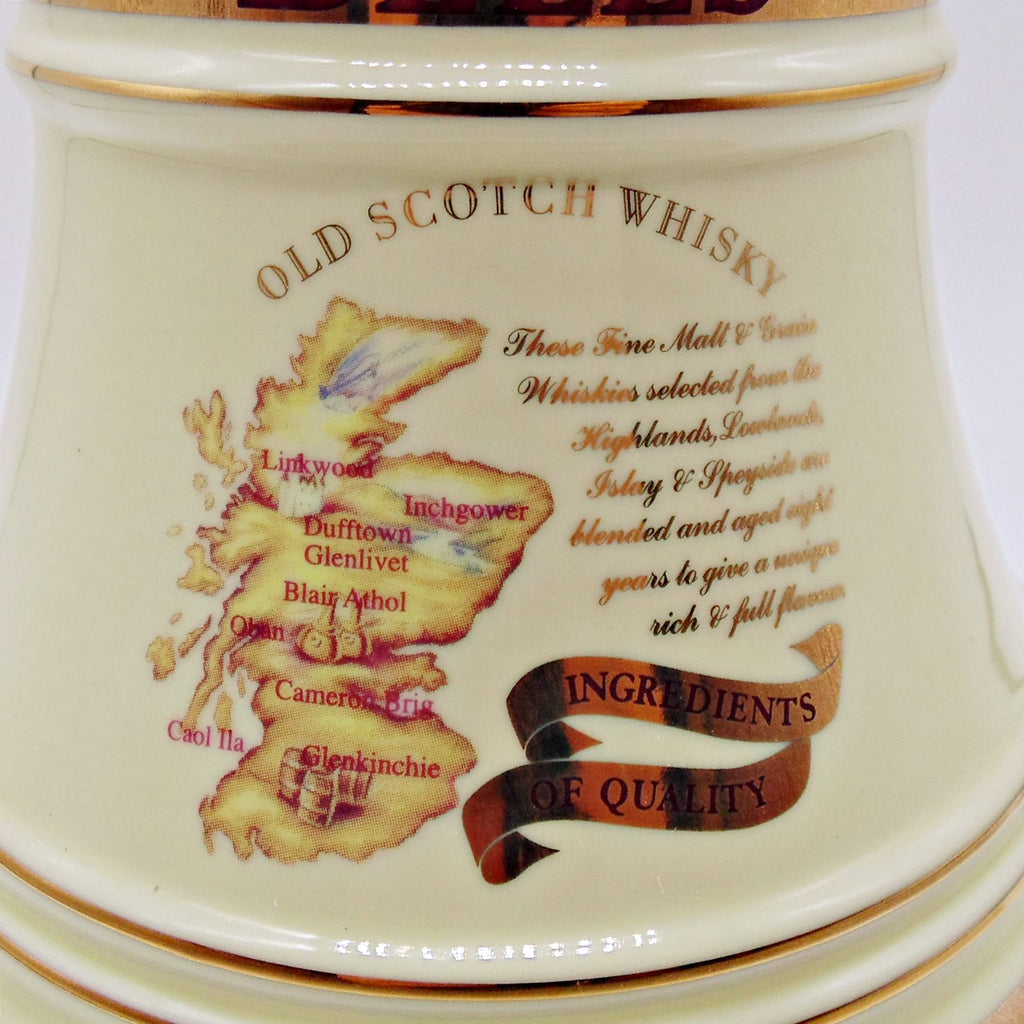 OLD SCOTCH WHISKY
These Fine Malt & Grain
Whiskies selected from the
Highlands, Lowlands,
Islay & Speyside are
blended and aged eight
years to give a unique
rich & full flavour.
Linkwood
Inchgower
Dufftown
Glenlivet
Blair Athol
Oban
Cameron Brig
Caol Ila
Glenkinchie
INGREDIENTS
OF QUALITY